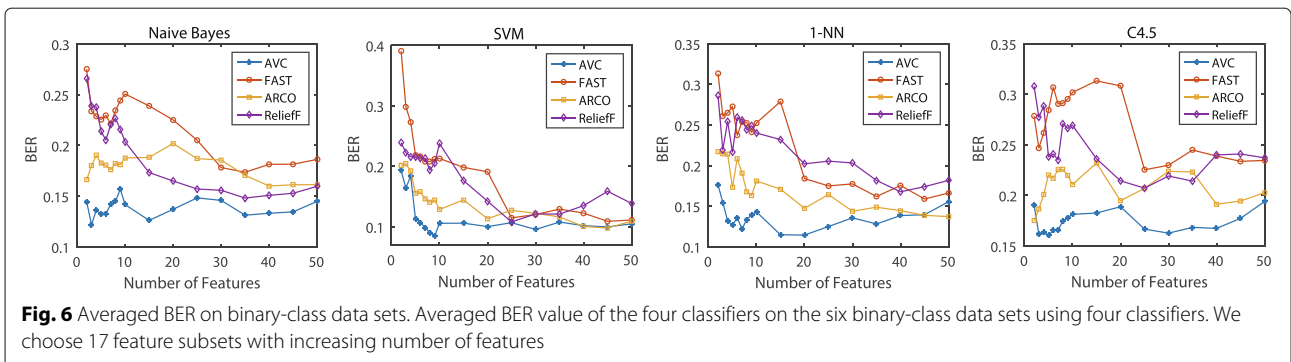 Naive Bayes
0.3
0.25
0.2
0.15
0.1
BER
0 10 20 30 40 50
Number of Features
AVC
FAST
ARCO
ReliefF
SVM
0.4
0.3
0.2
0.1
BER
0 10 20 30 40 50
Number of Features
AVC
FAST
ARCO
ReliefF
1-NN
0.35
0.3
0.25
0.2
0.15
0.1
BER
0 10 20 30 40 50
Number of Features
AVC
FAST
ARCO
ReliefF
C4.5
0.35
0.3
0.25
0.2
0.15
BER
0 10 20 30 40 50
Number of Features
AVC
FAST
ARCO
ReliefF
Fig. 6 Averaged BER on binary-class data sets. Averaged BER value of the four classifiers on the six binary-class data sets using four classifiers. We
choose 17 feature subsets with increasing number of features